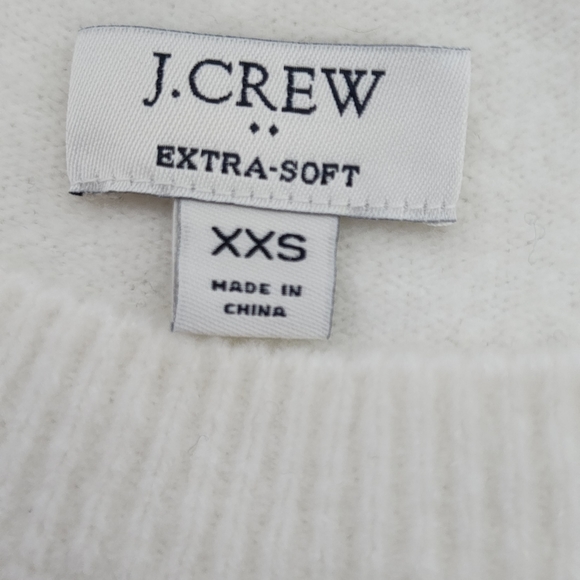 J.CREW
EXTRA-SOFT
XXS
MADE IN
CHINA